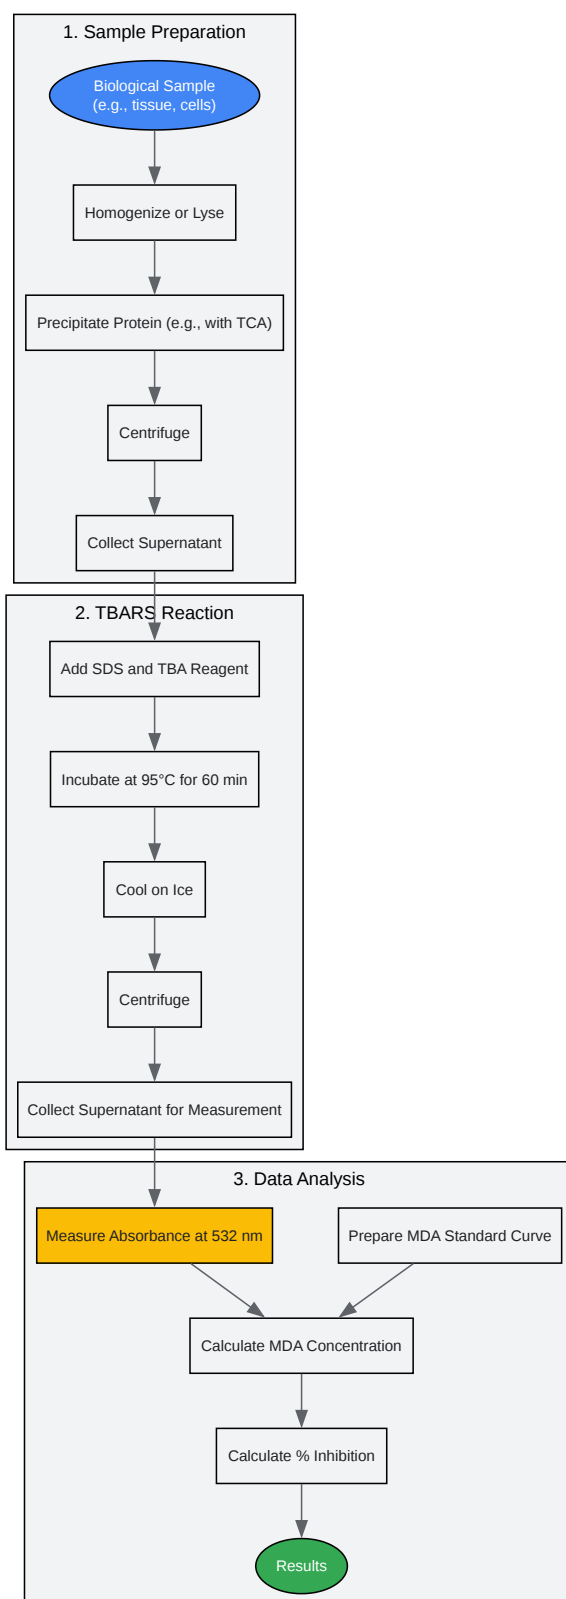 1. Sample Preparation
Biological Sample
(e.g., tissue, cells)
Homogenize or Lyse
Precipitate Protein (e.g., with TCA)
Centrifuge
Collect Supernatant
2. TBARS Reaction
Add SDS and TBA Reagent
Incubate at 95°C for 60 min
Cool on Ice
Centrifuge
Collect Supernatant for Measurement
3. Data Analysis
Measure Absorbance at 532 nm
Prepare MDA Standard Curve
Calculate MDA Concentration
Calculate % Inhibition
Results